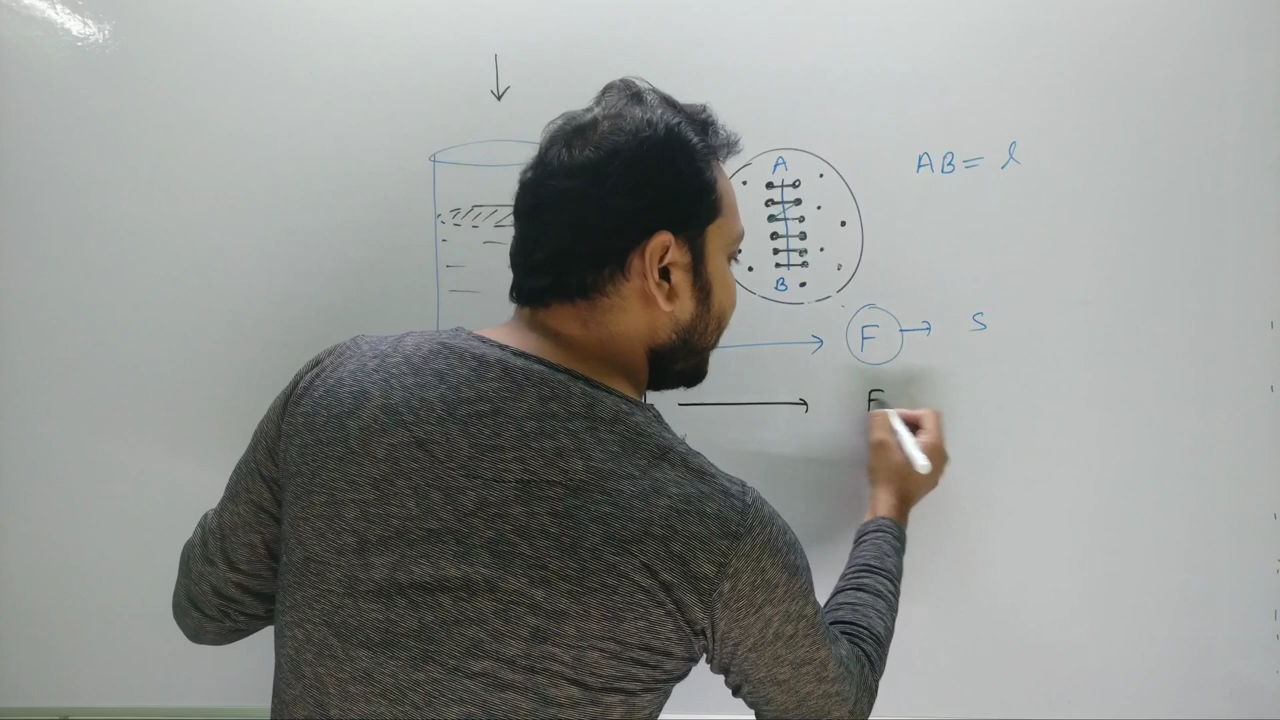 A
AB = l
B
F → S
F